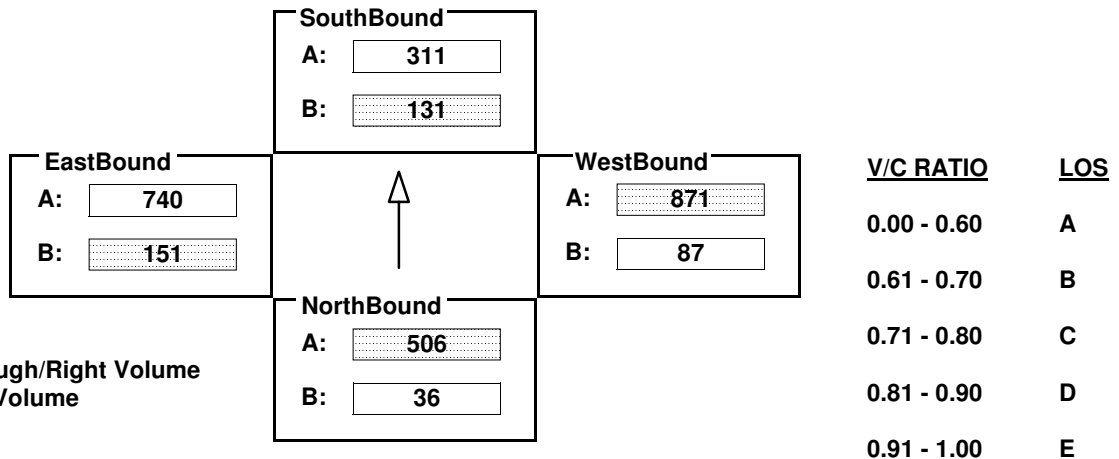 SouthBound
A: 311
B: 131
EastBound
A: 740
B: 151
WestBound
A: 871
B: 87
NorthBound
A: 506
B: 36
ugh/Right Volume
Volume
V/C RATIO LOS
0.00 - 0.60 A
0.61 - 0.70 B
0.71 - 0.80 C
0.81 - 0.90 D
0.91 - 1.00 E